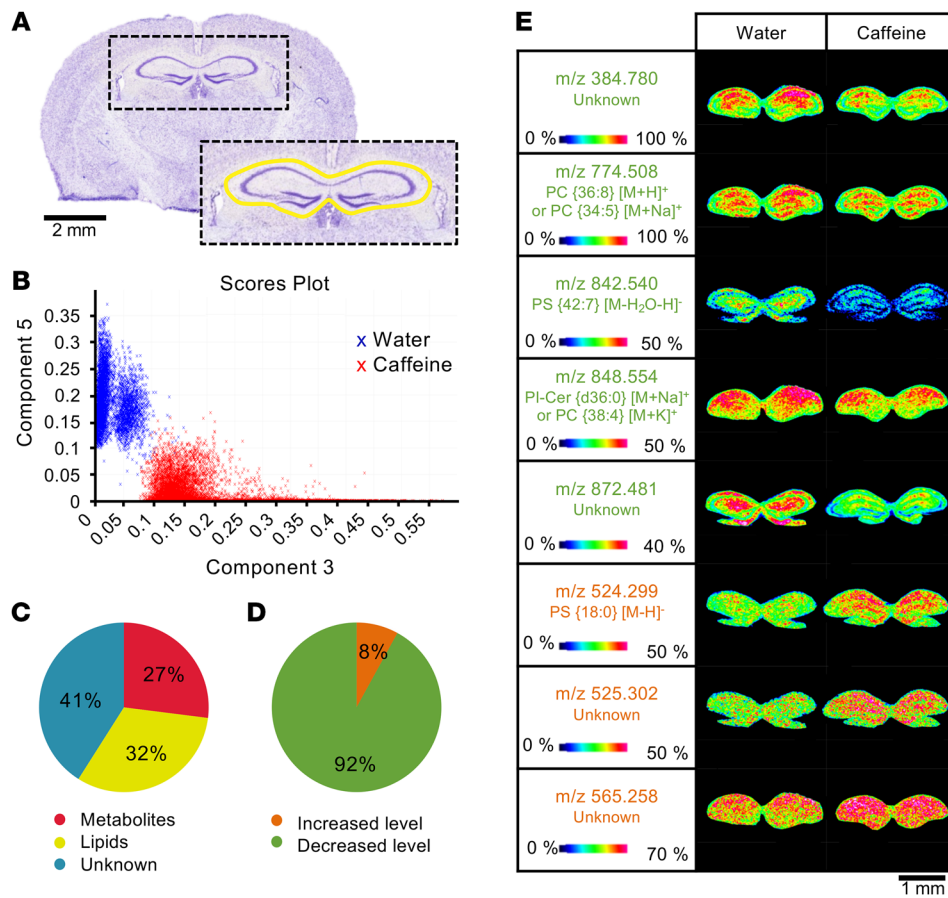 A
2 mm
B
Scores Plot
Component 5
0.35
0.3
0.25
0.2
0.15
0.1
0.05
0
x Water
x Caffeine
0
0.05
0.1
0.15
0.2
0.25
0.3
0.35
0.4
0.45
0.5
0.55
Component 3
C
27%
41%
32%
Metabolites
Lipids
Unknown
D
8%
92%
Increased level
Decreased level
E
Water Caffeine
m/z 384.780
Unknown
0 % 100 %
m/z 774.508
PC {36:8} [M+H]⁺
or PC {34:5} [M+Na]⁺
0 % 100 %
m/z 842.540
PS {42:7} [M-H₂O-H]⁻
0 % 50 %
m/z 848.554
PI-Cer {d36:0} [M+Na]⁺
or PC {38:4} [M+K]⁺
0 % 50 %
m/z 872.481
Unknown
0 % 40 %
m/z 524.299
PS {18:0} [M-H]⁻
0 % 50 %
m/z 525.302
Unknown
0 % 50 %
m/z 565.258
Unknown
0 % 70 %
1 mm